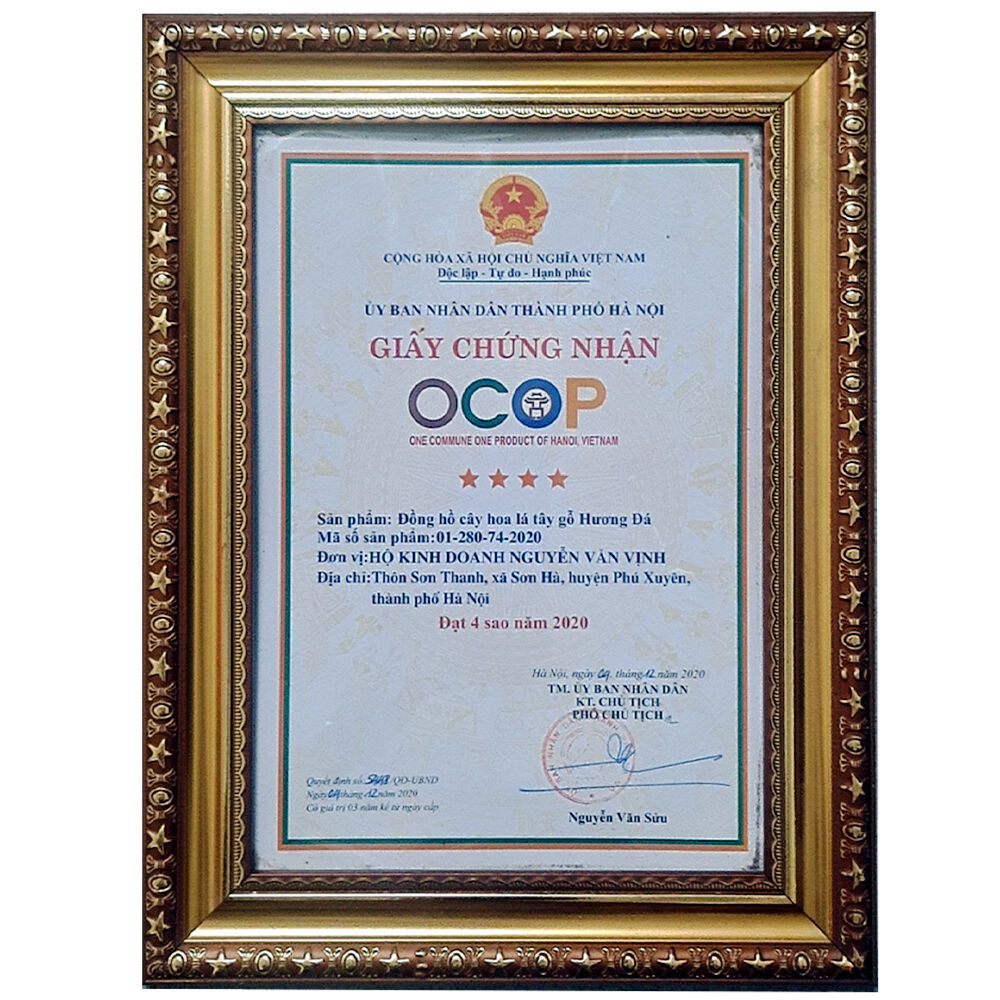 CỘNG HÒA XÃ HỘI CHỦ NGHĨA VIỆT NAM
Độc lập - Tự do - Hạnh phúc
ỦY BAN NHÂN DÂN THÀNH PHỐ HÀ NỘI
GIẤY CHỨNG NHẬN
OCOP
ONE COMMUNE ONE PRODUCT OF HANOI, VIETNAM
Sản phẩm: Đồng hồ cây hoa lá tây gỗ Hương Đá
Mã số sản phẩm:01-280-74-2020
Đơn vị:HỘ KINH DOANH NGUYỄN VĂN VỊNH
Địa chỉ:Thôn Sơn Thanh, xã Sơn Hà, huyện Phú Xuyên,
thành phố Hà Nội
Đạt 4 sao năm 2020
Hà Nội, ngày 04 tháng 12 năm 2020
TM. ỦY BAN NHÂN DÂN
KT. CHỦ TỊCH
PHÓ CHỦ TỊCH
Quyết định số: /QĐ-UBND
Ngày 04 tháng 12 năm 2020
Có giá trị 03 năm kể từ ngày cấp
Nguyễn Văn Sửu